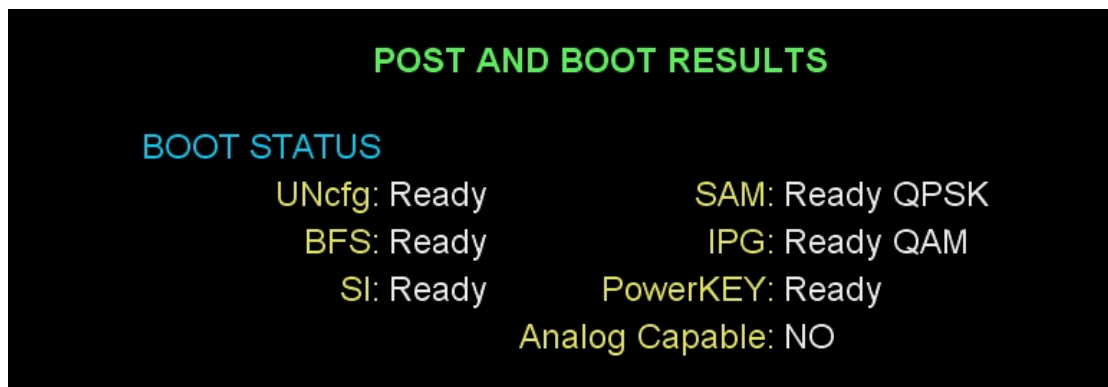 POST AND BOOT RESULTS
BOOT STATUS
UNcfg: Ready SAM: Ready QPSK
BFS: Ready IPG: Ready QAM
SI: Ready PowerKEY: Ready
Analog Capable: NO